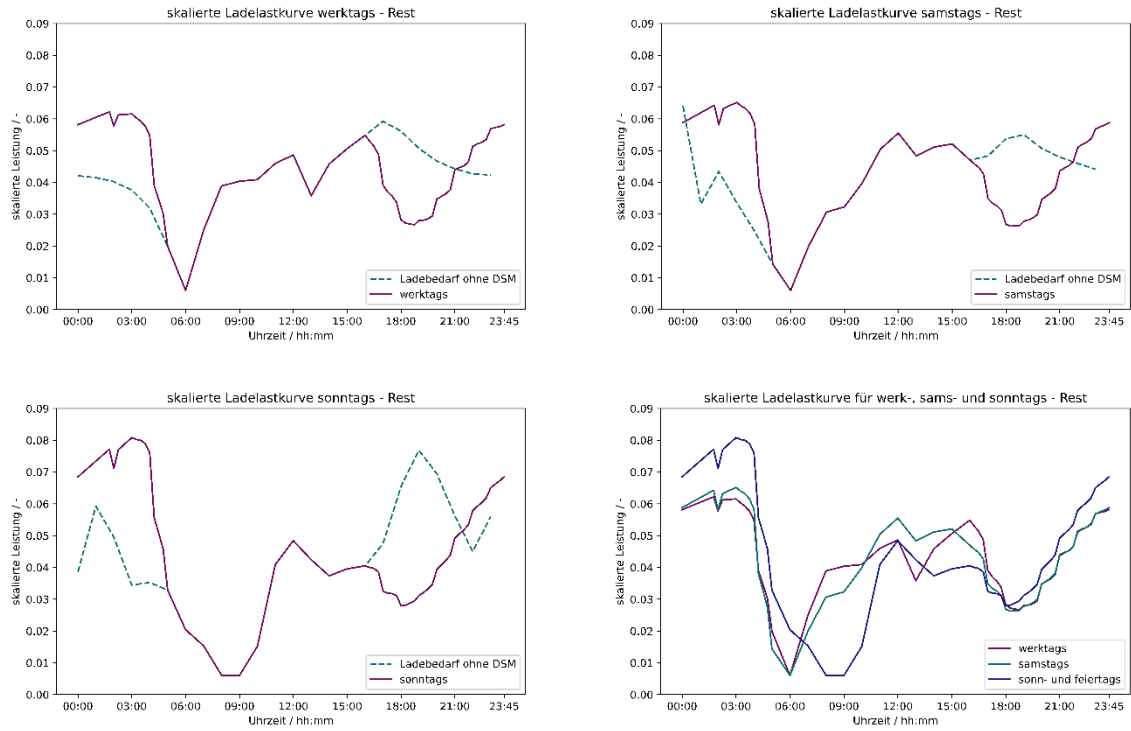 skalierte Ladelastkurve werktags - Rest
0.09
0.08
0.07
0.06
0.05
0.04
0.03
0.02
0.01
0.00
skalierte Leistung / -
Ladebedarf ohne DSM
werktags
00:00 03:00 06:00 09:00 12:00 15:00 18:00 21:00 23:45
Uhrzeit / hh:mm
skalierte Ladelastkurve samstags - Rest
0.09
0.08
0.07
0.06
0.05
0.04
0.03
0.02
0.01
0.00
skalierte Leistung / -
Ladebedarf ohne DSM
samstags
00:00 03:00 06:00 09:00 12:00 15:00 18:00 21:00 23:45
Uhrzeit / hh:mm
skalierte Ladelastkurve sonntags - Rest
0.09
0.08
0.07
0.06
0.05
0.04
0.03
0.02
0.01
0.00
skalierte Leistung / -
Ladebedarf ohne DSM
sonntags
00:00 03:00 06:00 09:00 12:00 15:00 18:00 21:00 23:45
Uhrzeit / hh:mm
skalierte Ladelastkurve für werk-, sams- und sonntags - Rest
0.09
0.08
0.07
0.06
0.05
0.04
0.03
0.02
0.01
0.00
skalierte Leistung / -
werktags
samstags
sonn- und feiertags
00:00 03:00 06:00 09:00 12:00 15:00 18:00 21:00 23:45
Uhrzeit / hh:mm